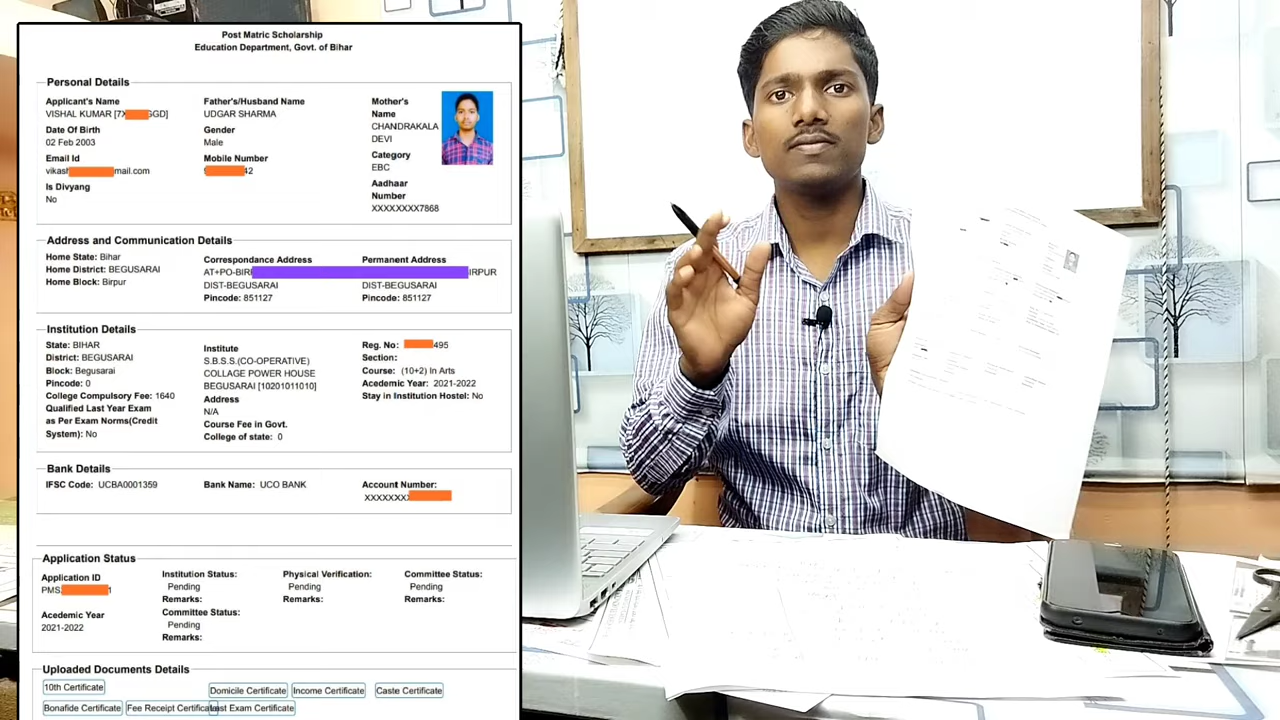 Post Matric Scholarship
Education Department, Govt. of Bihar
Personal Details
Applicant's Name
VISHAL KUMAR [7X GGD]
Father's/Husband Name
UDGAR SHARMA
Mother's
Name
CHANDRAKALA
DEVI
Date Of Birth
02 Feb 2003
Gender
Male
Category
EBC
Email Id
vikash mail.com
Mobile Number
42
Aadhaar
Number
XXXXXXXX7868
Is Divyang
No
Address and Communication Details
Home State: Bihar
Home District: BEGUSARAI
Home Block: Birpur
Correspondance Address
AT+PO-BIR
DIST-BEGUSARAI
Pincode: 851127
Permanent Address
IRPUR
DIST-BEGUSARAI
Pincode: 851127
Institution Details
State: BIHAR
District: BEGUSARAI
Block: Begusarai
Pincode: 0
College Compulsory Fee: 1640
Qualified Last Year Exam
as Per Exam Norms(Credit
System): No
Institute
S.B.S.S.(CO-OPERATIVE)
COLLAGE POWER HOUSE
BEGUSARAI [10201011010]
Address
N/A
Course Fee in Govt.
College of state: 0
Reg. No: 495
Section:
Course: (10+2) In Arts
Acedemic Year: 2021-2022
Stay in Institution Hostel: No
Bank Details
IFSC Code: UCBA0001359
Bank Name: UCO BANK
Account Number:
XXXXXXX
Application Status
Application ID
PMS 1
Acedemic Year
2021-2022
Institution Status:
Pending
Remarks:
Committee Status:
Pending
Remarks:
Physical Verification:
Pending
Remarks:
Committee Status:
Pending
Remarks:
Uploaded Documents Details
10th Certificate
Domicile Certificate
Income Certificate
Caste Certificate
Bonafide Certificate
Fee Receipt Certificate
Last Exam Certificate